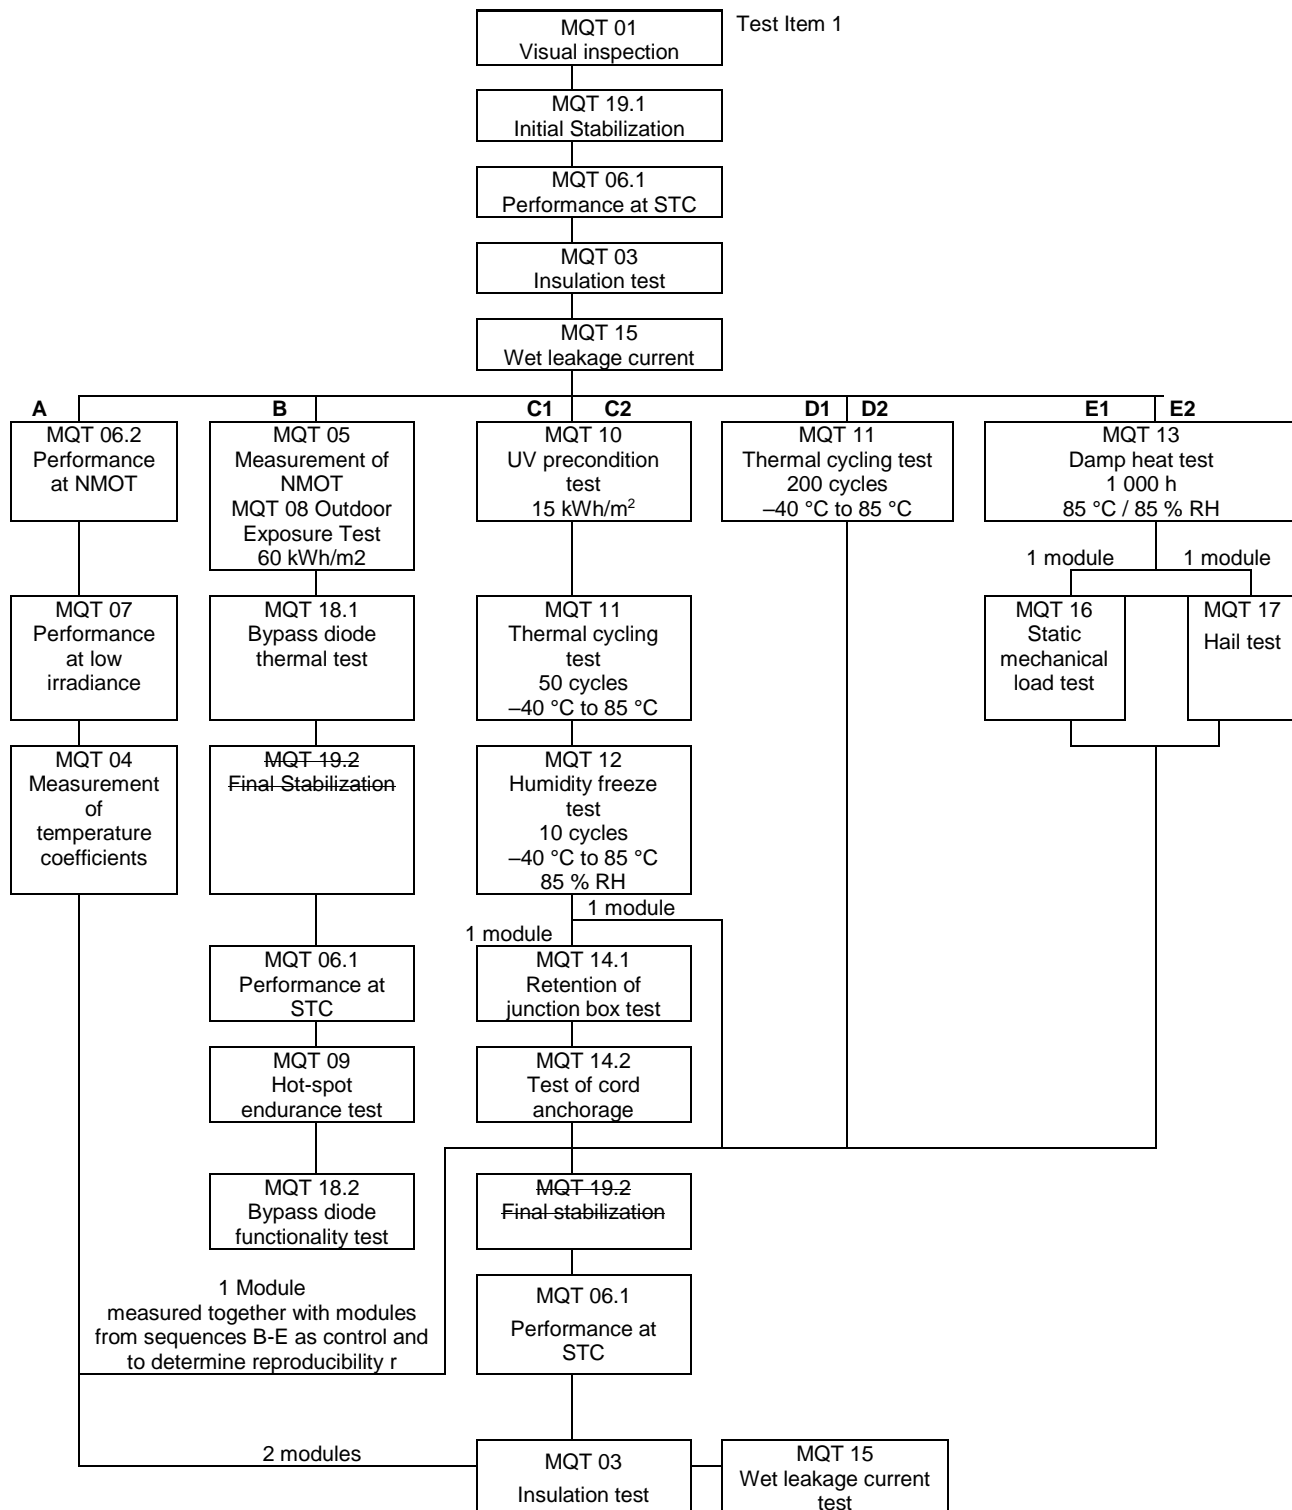 MQT 01
Visual inspection
Test Item 1
MQT 19.1
Initial Stabilization
MQT 06.1
Performance at STC
MQT 03
Insulation test
MQT 15
Wet leakage current
A
MQT 06.2
Performance
at NMOT
MQT 07
Performance
at low
irradiance
MQT 04
Measurement
of
temperature
coefficients
B
MQT 05
Measurement of
NMOT
MQT 08 Outdoor
Exposure Test
60 kWh/m2
MQT 18.1
Bypass diode
thermal test
MQT 19.2
Final Stabilization
MQT 06.1
Performance at
STC
MQT 09
Hot-spot
endurance test
MQT 18.2
Bypass diode
functionality test
C1 C2
MQT 10
UV precondition
test
15 kWh/m²
MQT 11
Thermal cycling
test
50 cycles
–40 °C to 85 °C
MQT 12
Humidity freeze
test
10 cycles
–40 °C to 85 °C
85 % RH
1 module
1 module
MQT 14.1
Retention of
junction box test
MQT 14.2
Test of cord
anchorage
D1 D2
MQT 11
Thermal cycling test
200 cycles
–40 °C to 85 °C
E1 E2
MQT 13
Damp heat test
1 000 h
85 °C / 85 % RH
1 module
1 module
MQT 16
Static
mechanical
load test
MQT 17
Hail test
MQT 19.2
Final stabilization
1 Module
measured together with modules
from sequences B-E as control and
to determine reproducibility r
MQT 06.1
Performance at
STC
2 modules
MQT 03
Insulation test
MQT 15
Wet leakage current
test